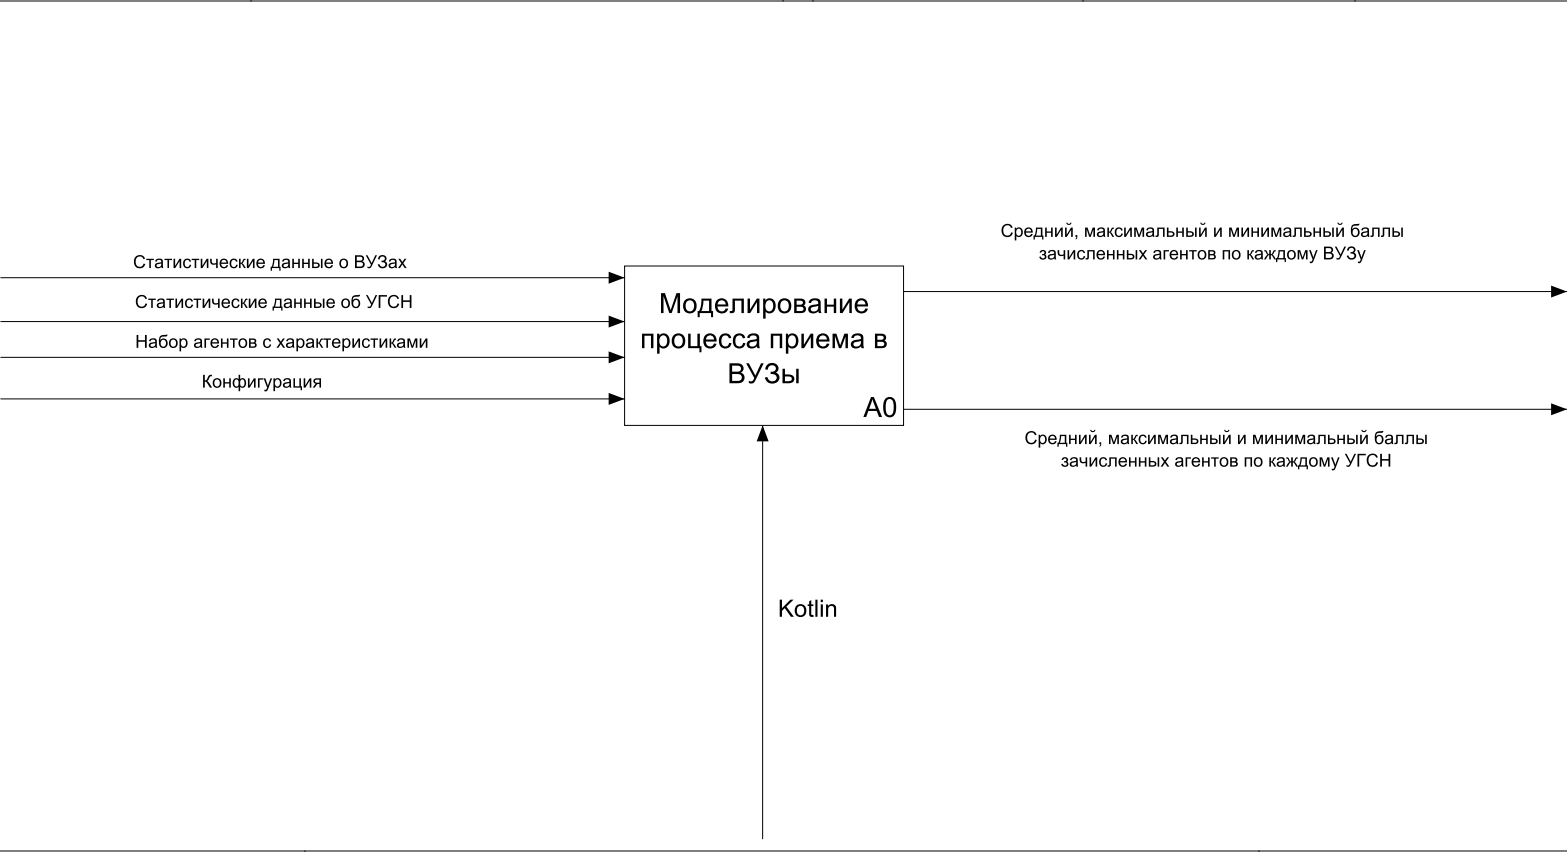 Статистические данные о ВУЗах
Статистические данные об УГСН
Набор агентов с характеристиками
Конфигурация
Моделирование
процесса приема в
ВУЗы
A0
Средний, максимальный и минимальный баллы
зачисленных агентов по каждому ВУЗу
Средний, максимальный и минимальный баллы
зачисленных агентов по каждому УГСН
Kotlin